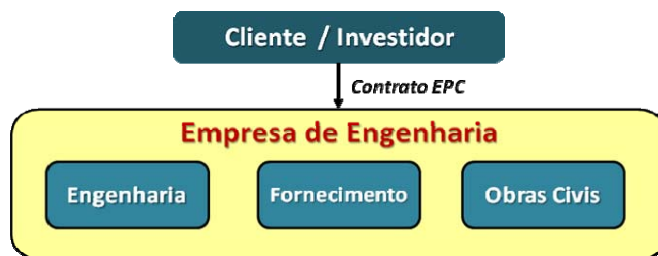 Cliente / Investidor
Contrato EPC
Empresa de Engenharia
Engenharia
Fornecimento
Obras Civis